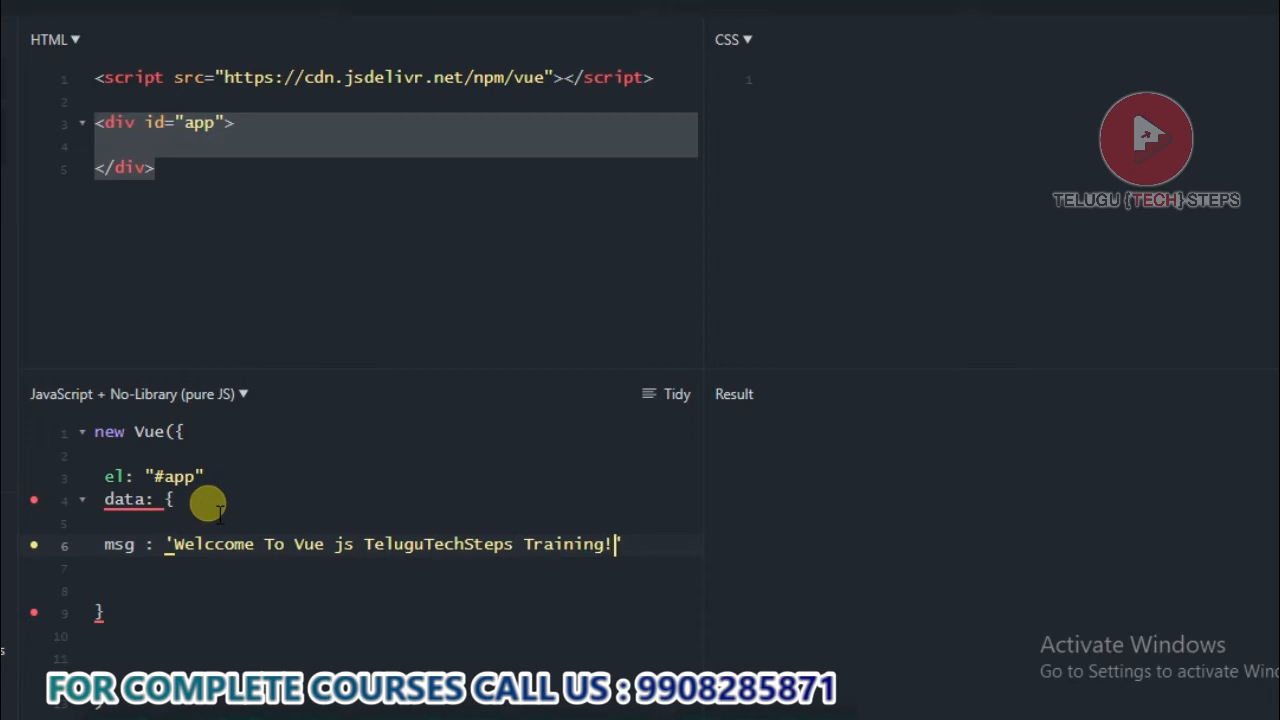 HTML ▼
1 <script src="https://cdn.jsdelivr.net/npm/vue"></script>
2
3 <div id="app">
4
5 </div>
CSS ▼
1
TELUGU {TECH} STEPS
JavaScript + No-Library (pure JS) ▼
Tidy
1 new Vue({
2
3 el: "#app"
4 data: {
5
6 msg : 'Welccome To Vue js TeluguTechSteps Training!'
7
8
9 }
10
11
Result
Activate Windows
Go to Settings to activate Win
FOR COMPLETE COURSES CALL US : 9908285871